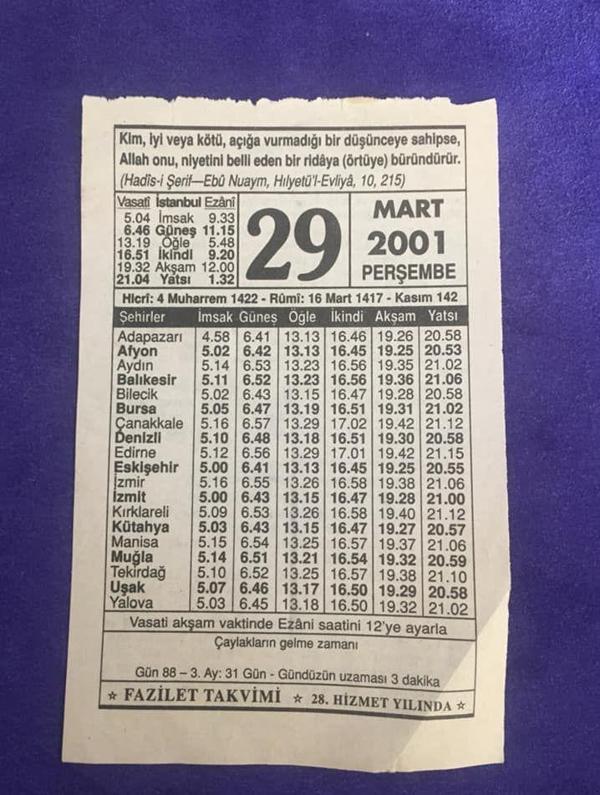 Kim, iyi veya kötü, açığa vurmadığı bir düşünceye sahipse,
Allah onu, niyetini belli eden bir ridâya (örtüye) büründürür.
(Hadîs-i Şerif—Ebû Nuaym, Hılyetü'l-Evliyâ, 10, 215)
Vasatî İstanbul Ezânî
5.04 İmsak 9.33
6.46 Güneş 11.15
13.19 Öğle 5.48
16.51 İkindi 9.20
19.32 Akşam 12.00
21.04 Yatsı 1.32
29
MART
2001
PERŞEMBE
Hicrî: 4 Muharrem 1422 - Rûmî: 16 Mart 1417 - Kasım 142
Şehirler İmsak Güneş Öğle İkindi Akşam Yatsı
Adapazarı 4.58 6.41 13.13 16.46 19.26 20.58
Afyon 5.02 6.42 13.13 16.45 19.25 20.53
Aydın 5.14 6.53 13.23 16.56 19.35 21.02
Balıkesir 5.11 6.52 13.23 16.56 19.36 21.06
Bilecik 5.02 6.43 13.15 16.47 19.28 20.58
Bursa 5.05 6.47 13.19 16.51 19.31 21.02
Çanakkale 5.16 6.57 13.29 17.02 19.42 21.12
Denizli 5.10 6.48 13.18 16.51 19.30 20.58
Edirne 5.12 6.56 13.29 17.01 19.42 21.15
Eskişehir 5.00 6.41 13.13 16.45 19.25 20.55
İzmir 5.16 6.55 13.26 16.58 19.38 21.06
İzmit 5.00 6.43 13.15 16.47 19.28 21.00
Kırklareli 5.09 6.53 13.26 16.58 19.40 21.12
Kütahya 5.03 6.43 13.15 16.47 19.27 20.57
Manisa 5.15 6.54 13.25 16.57 19.37 21.06
Muğla 5.14 6.51 13.21 16.54 19.32 20.59
Tekirdağ 5.10 6.52 13.25 16.57 19.38 21.10
Uşak 5.07 6.46 13.17 16.50 19.29 20.58
Yalova 5.03 6.45 13.18 16.50 19.32 21.02
Vasati akşam vaktinde Ezâni saatini 12'ye ayarla
Çaylakların gelme zamanı
Gün 88 – 3. Ay: 31 Gün - Gündüzün uzaması 3 dakika
☆ FAZİLET TAKVİMİ ☆ 28. HİZMET YILINDA ☆